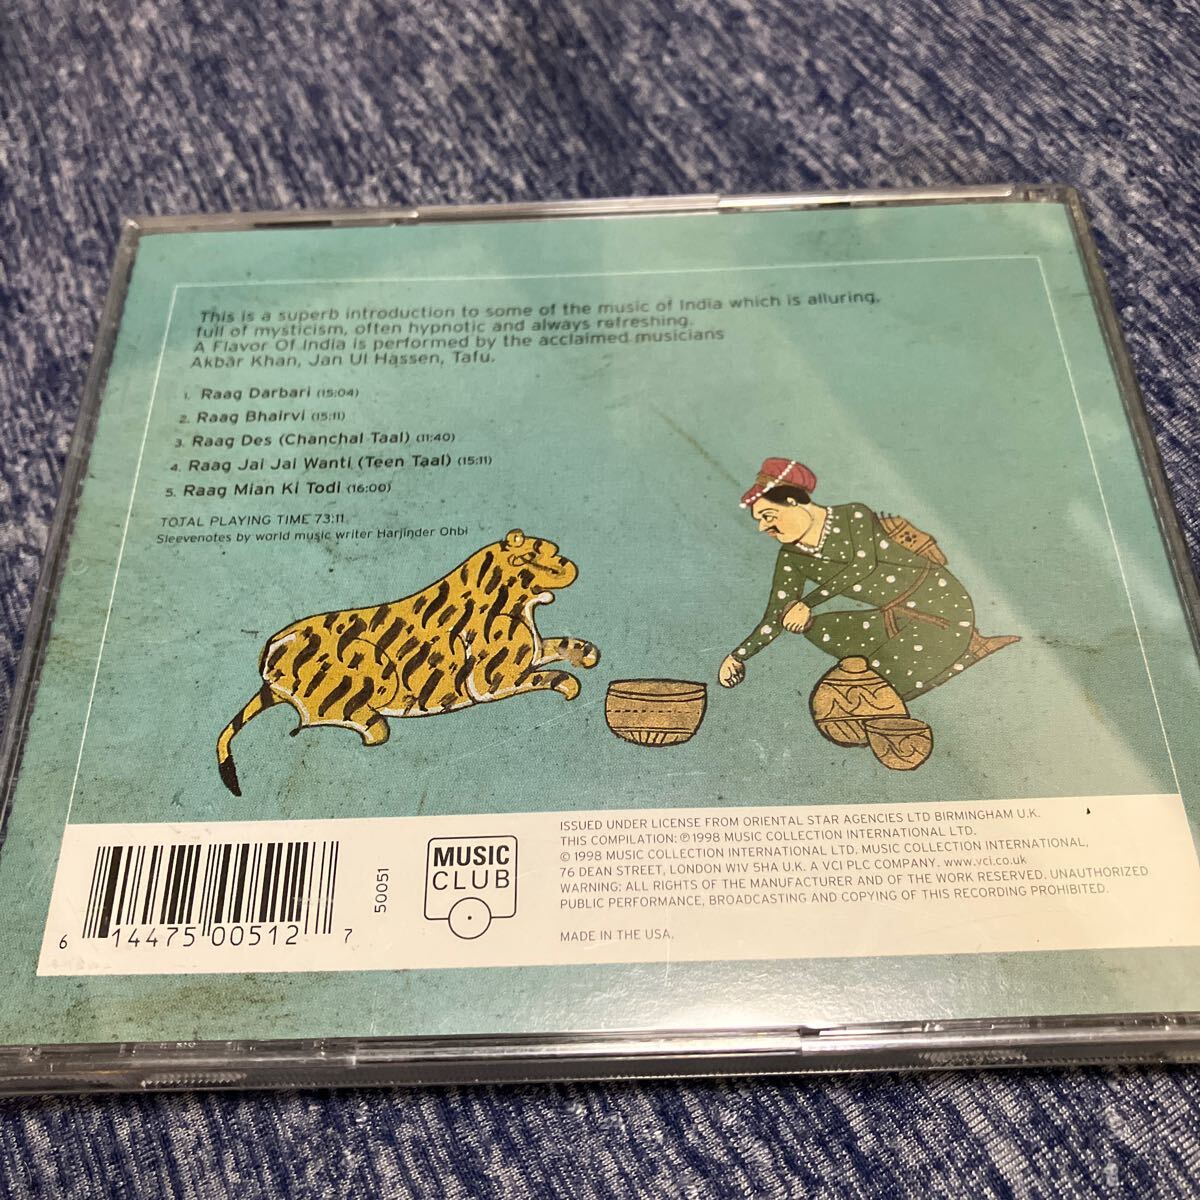 This is a superb introduction to some of the music of India which is alluring,
full of mysticism, often hypnotic and always refreshing.
A Flavor Of India is performed by the acclaimed musicians
Akbar Khan, Jan Ul Hassen, Tafu.
1. Raag Darbari (15:04)
2. Raag Bhairvi (15:11)
3. Raag Des (Chanchal Taal) (11:40)
4. Raag Jai Jai Wanti (Teen Taal) (15:11)
5. Raag Mian Ki Todi (16:00)
TOTAL PLAYING TIME 73:11
Sleevenotes by world music writer Harjinder Ohbi
6 14475 00512 7
50051
MUSIC
CLUB
ISSUED UNDER LICENSE FROM ORIENTAL STAR AGENCIES LTD BIRMINGHAM U.K.
THIS COMPILATION: ℗1998 MUSIC COLLECTION INTERNATIONAL LTD.
© 1998 MUSIC COLLECTION INTERNATIONAL LTD. MUSIC COLLECTION INTERNATIONAL,
76 DEAN STREET, LONDON W1V 5HA U.K. A VCI PLC COMPANY. www.vci.co.uk
WARNING: ALL RIGHTS OF THE MANUFACTURER AND OF THE WORK RESERVED. UNAUTHORIZED
PUBLIC PERFORMANCE, BROADCASTING AND COPYING OF THIS RECORDING PROHIBITED.
MADE IN THE USA.